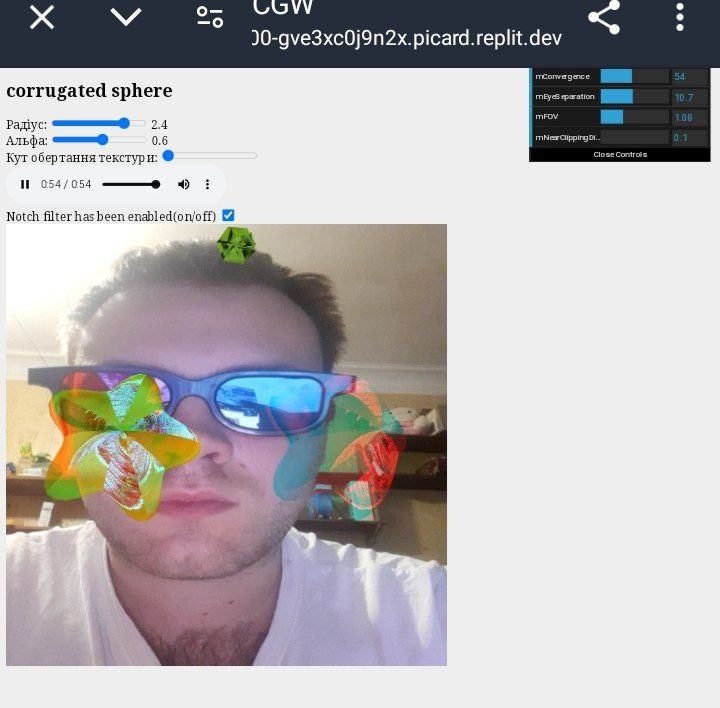 CGW
00-gve3xc0j9n2x.picard.replit.dev
corrugated sphere
Радіус: 2.4
Альфа: 0.6
Кут обертання текстури:
0:54 / 0:54
Notch filter has been enabled(on/off)
mConvergence 54
mEyeSeparation 10.7
mFOV 1.08
mNearClippingDi... 0.1
Close Controls